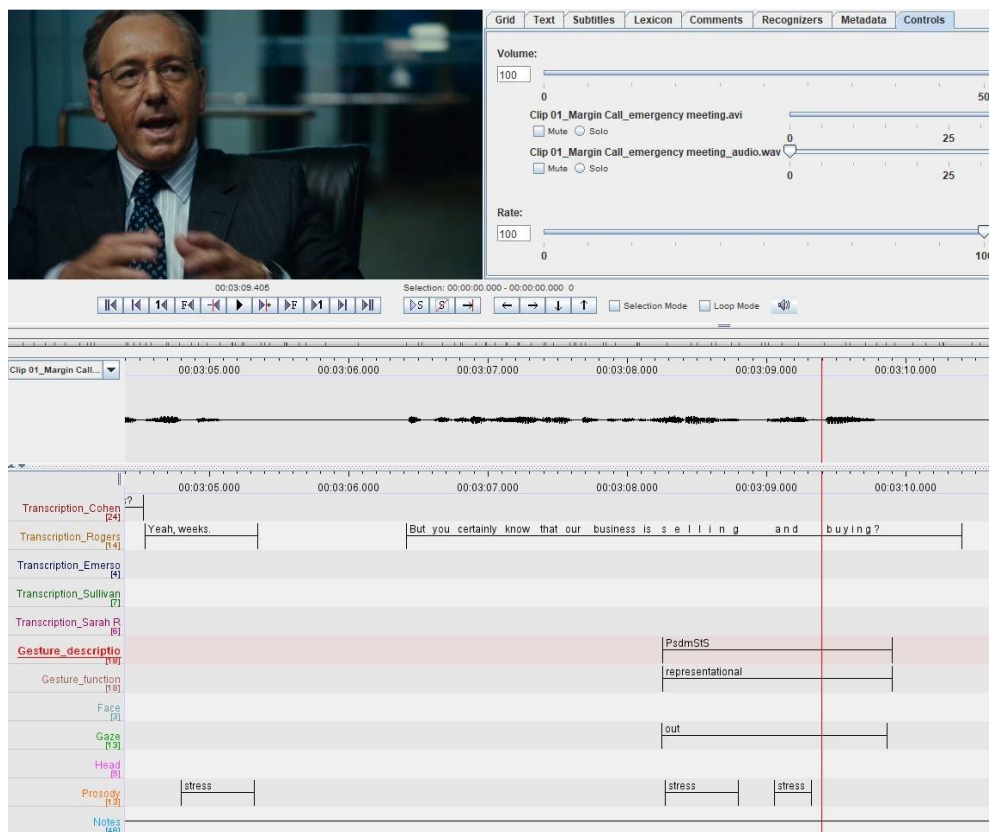 Grid Text Subtitles Lexicon Comments Recognizers Metadata Controls
Volume:
100
0 50
Clip 01_Margin Call_emergency meeting.avi
Mute Solo
0 25
Clip 01_Margin Call_emergency meeting_audio.wav
Mute Solo
0 25
Rate:
100
0 100
00:03:09.405 Selection: 00:00:00.000 - 00:00:00.000 0
1 F F 1 S S Selection Mode Loop Mode
Clip 01_Margin Call... 00:03:05.000 00:03:06.000 00:03:07.000 00:03:08.000 00:03:09.000 00:03:10.000
00:03:05.000 00:03:06.000 00:03:07.000 00:03:08.000 00:03:09.000 00:03:10.000
Transcription_Cohen ?
[24]
Transcription_Rogers Yeah, weeks. But you certainly know that our business is s e l l i n g and buying?
[14]
Transcription_Emerso
[4]
Transcription_Sullivan
[7]
Transcription_Sarah R
[6]
Gesture_descriptio PsdmStS
[18]
Gesture_function representational
[18]
Face
[3]
Gaze out
[13]
Head
Prosody stress stress stress
[13]
Notes
[48]